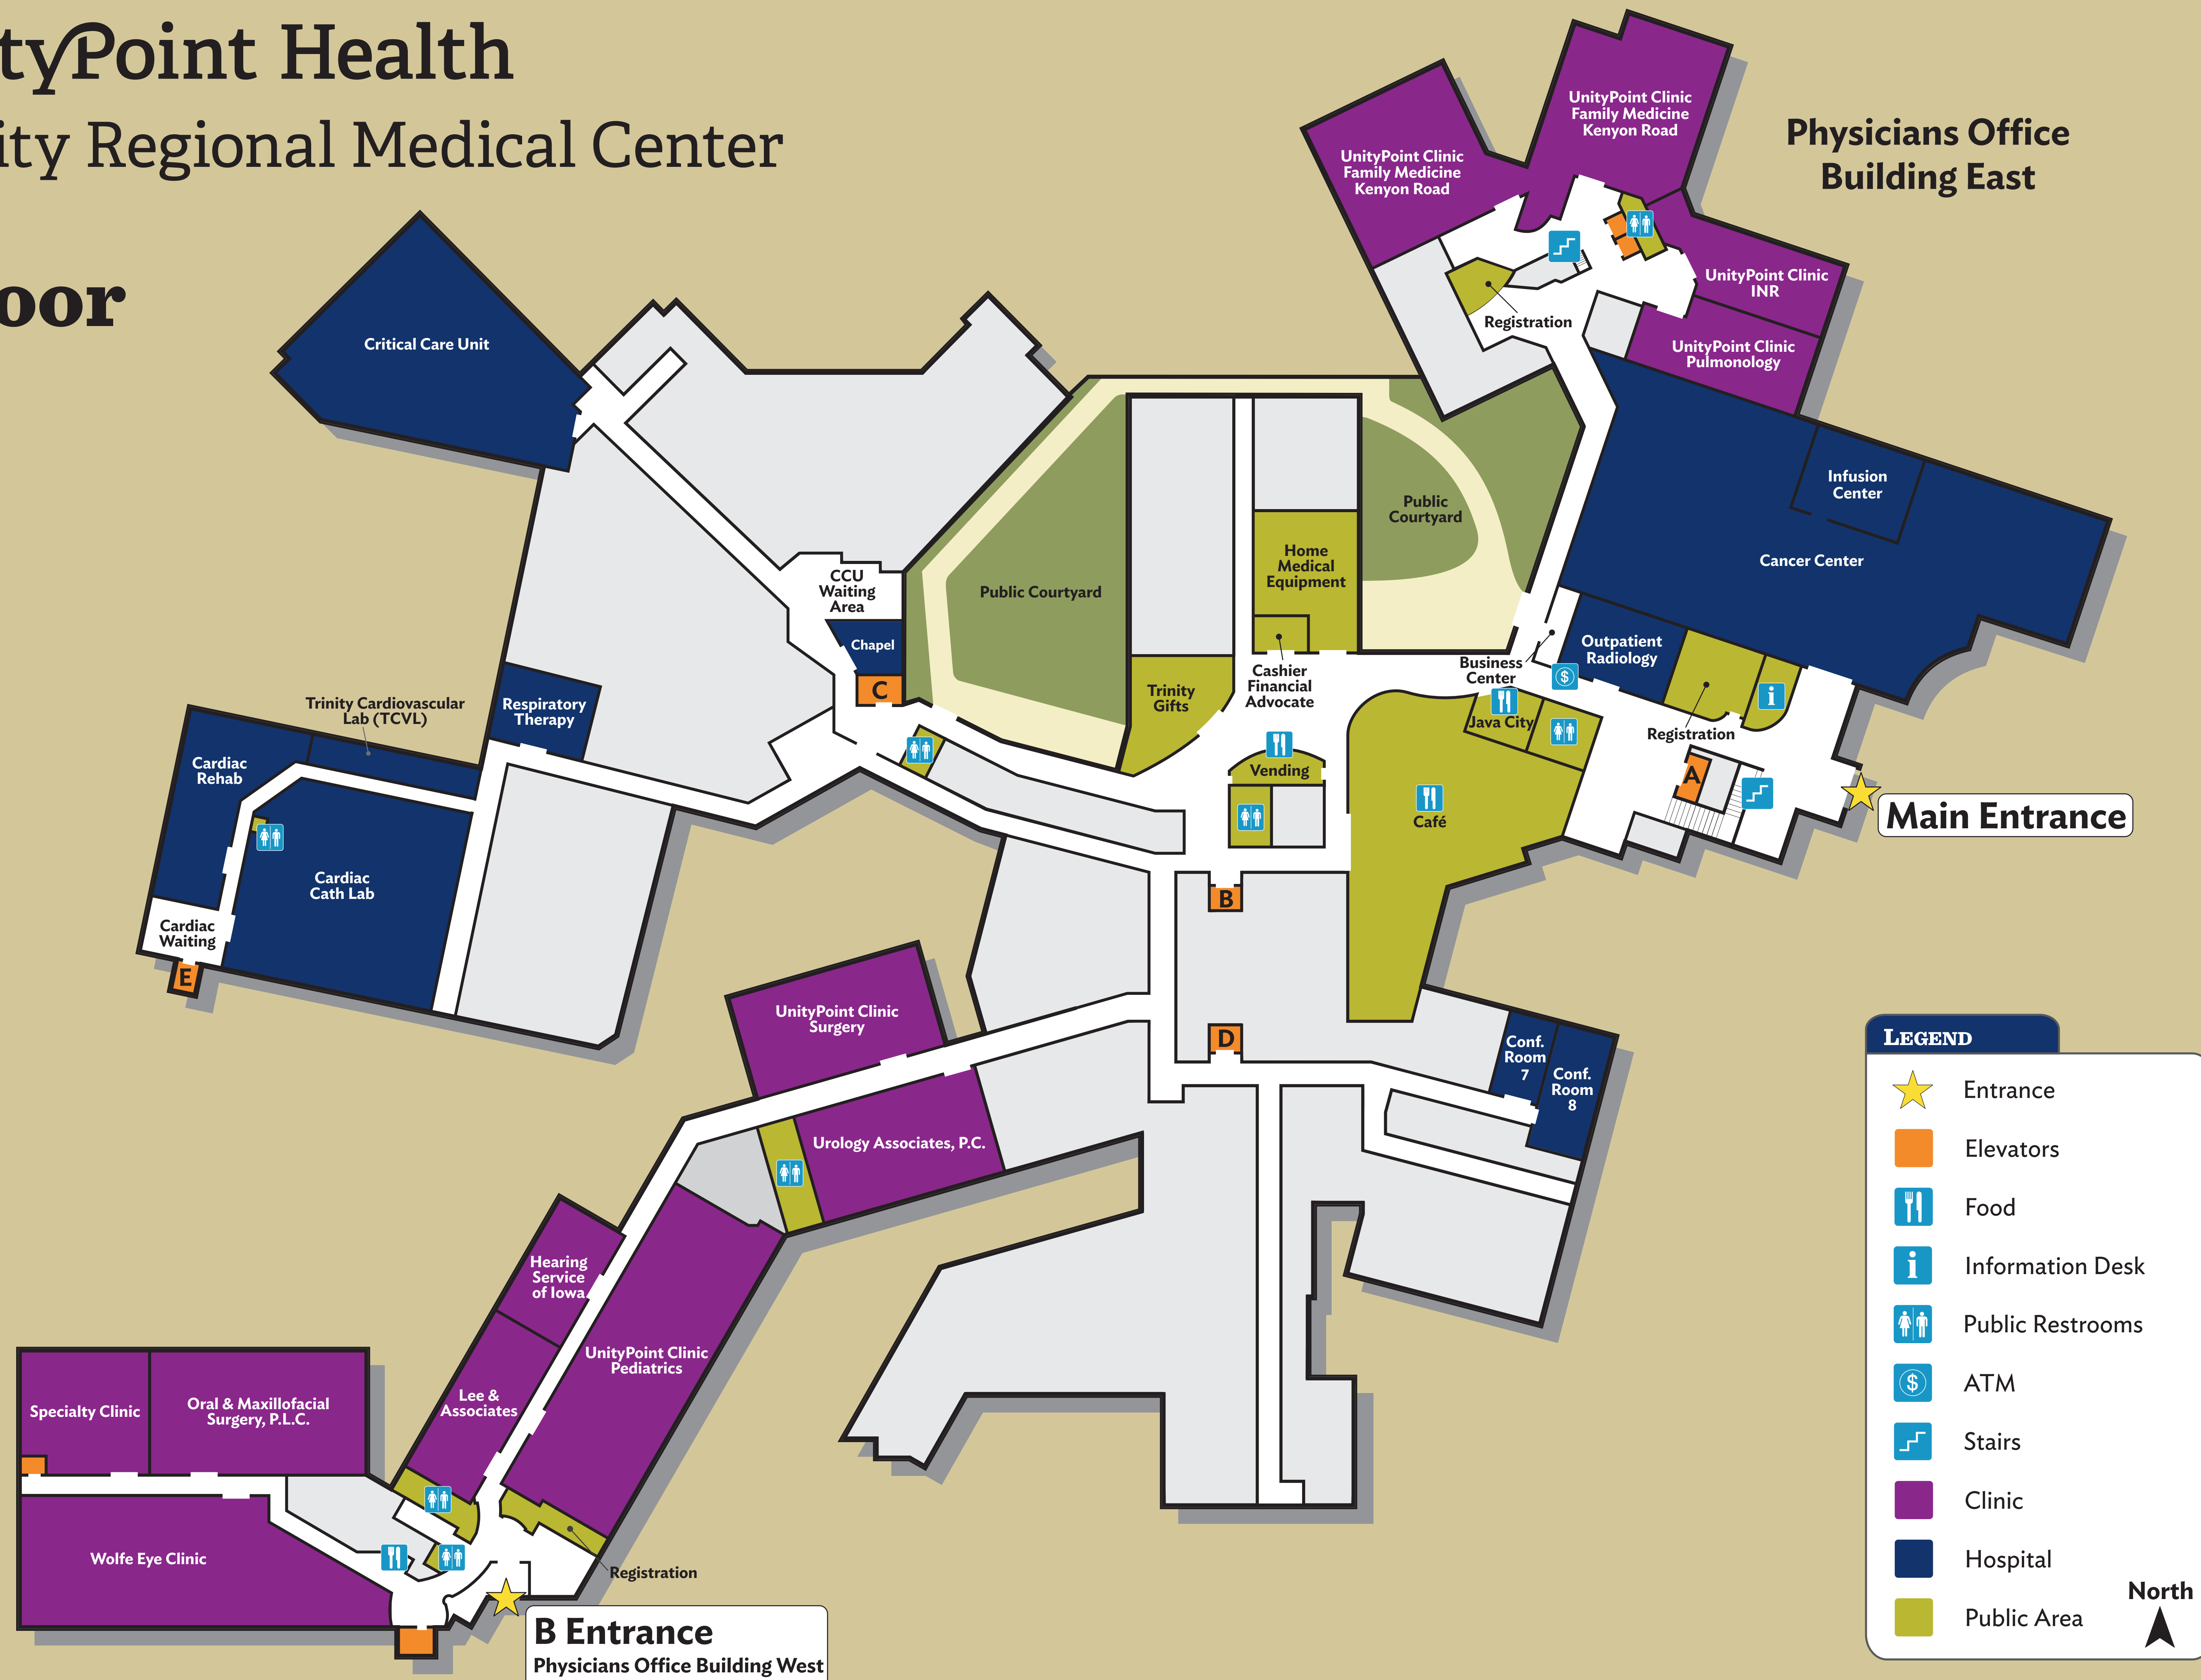 tyPoint Health
ity Regional Medical Center
oor
Physicians Office
Building East
UnityPoint Clinic
Family Medicine
Kenyon Road
UnityPoint Clinic
Family Medicine
Kenyon Road
UnityPoint Clinic
INR
Registration
UnityPoint Clinic
Pulmonology
Critical Care Unit
Infusion
Center
Cancer Center
Public
Courtyard
Home
Medical
Equipment
Public Courtyard
CCU
Waiting
Area
Chapel
C
Outpatient
Radiology
Business
Center
$
Cashier
Financial
Advocate
Trinity
Gifts
Java City
i
Registration
Respiratory
Therapy
Trinity Cardiovascular
Lab (TCVL)
Cardiac
Rehab
Vending
A
Café
Main Entrance
Cardiac
Cath Lab
Cardiac
Waiting
E
B
D
UnityPoint Clinic
Surgery
Conf.
Room
7
Conf.
Room
8
Urology Associates, P.C.
Hearing
Service
of Iowa
UnityPoint Clinic
Pediatrics
Lee &
Associates
Specialty Clinic
Oral & Maxillofacial
Surgery, P.L.C.
Wolfe Eye Clinic
Registration
B Entrance
Physicians Office Building West
LEGEND
Entrance
Elevators
Food
i
Information Desk
Public Restrooms
$
ATM
Stairs
Clinic
Hospital
Public Area
North